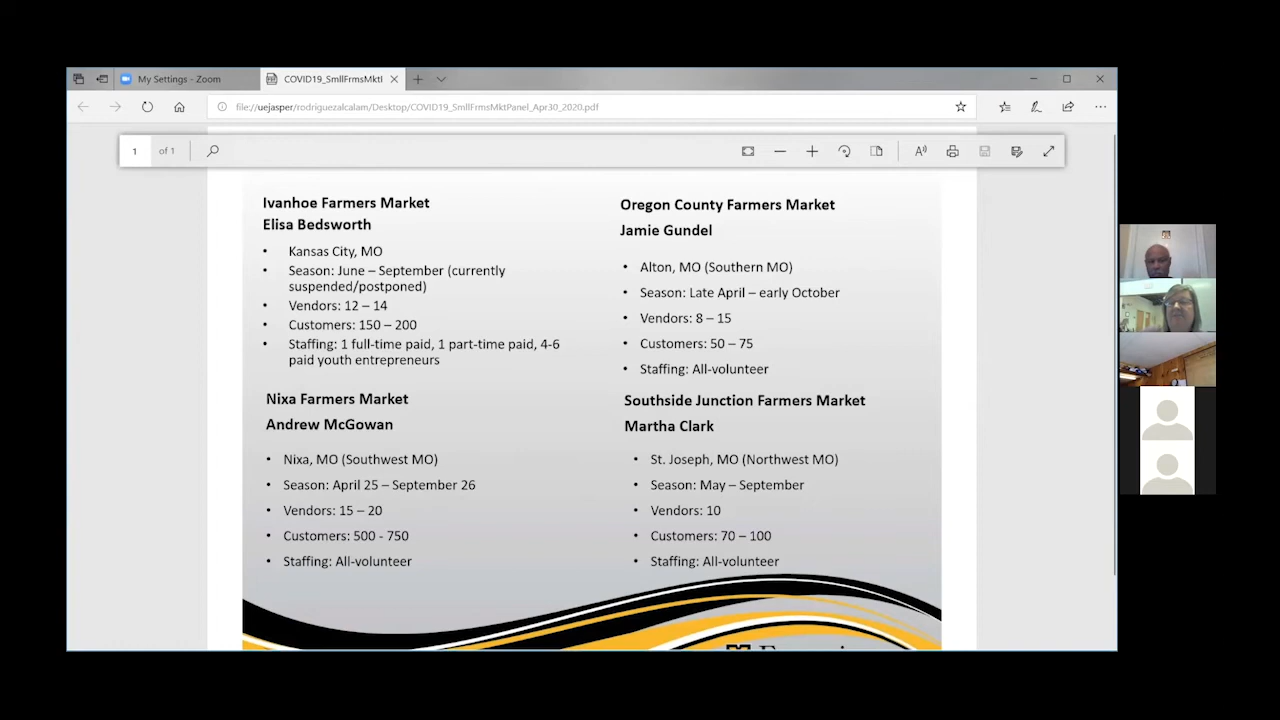 My Settings - Zoom
COVID19_SmllFrmsMktl
file://uejasper/rodriguezalcalam/Desktop/COVID19_SmllFrmsMktPanel_Apr30_2020.pdf
1 of 1
Ivanhoe Farmers Market
Elisa Bedsworth
• Kansas City, MO
• Season: June – September (currently
suspended/postponed)
• Vendors: 12 – 14
• Customers: 150 – 200
• Staffing: 1 full-time paid, 1 part-time paid, 4-6
paid youth entrepreneurs
Oregon County Farmers Market
Jamie Gundel
• Alton, MO (Southern MO)
• Season: Late April – early October
• Vendors: 8 – 15
• Customers: 50 – 75
• Staffing: All-volunteer
Nixa Farmers Market
Andrew McGowan
• Nixa, MO (Southwest MO)
• Season: April 25 – September 26
• Vendors: 15 – 20
• Customers: 500 - 750
• Staffing: All-volunteer
Southside Junction Farmers Market
Martha Clark
• St. Joseph, MO (Northwest MO)
• Season: May – September
• Vendors: 10
• Customers: 70 – 100
• Staffing: All-volunteer